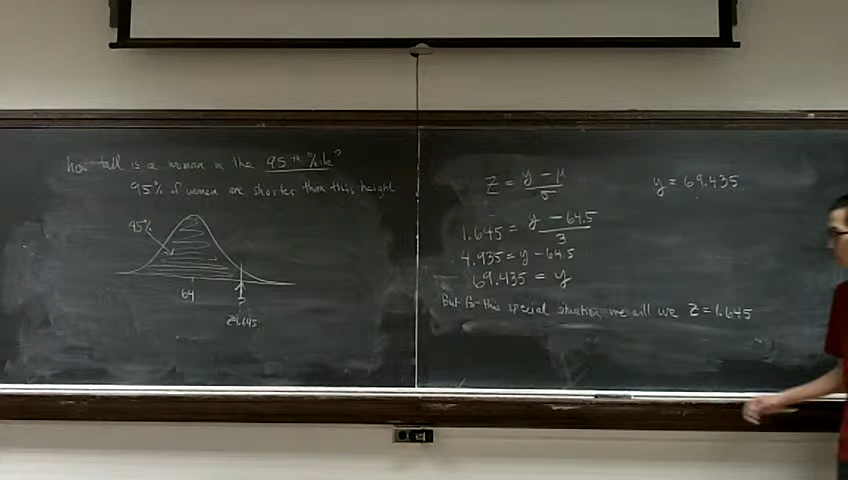 how tall is a woman in the 95th %ile?
95% of women are shorter than this height
95%
64
?
z=1.645
z = y - μ / σ
1.645 = y - 64.5 / 3
4.935 = y - 64.5
69.435 = y
But for this special situation, we will use z = 1.645
y = 69.435